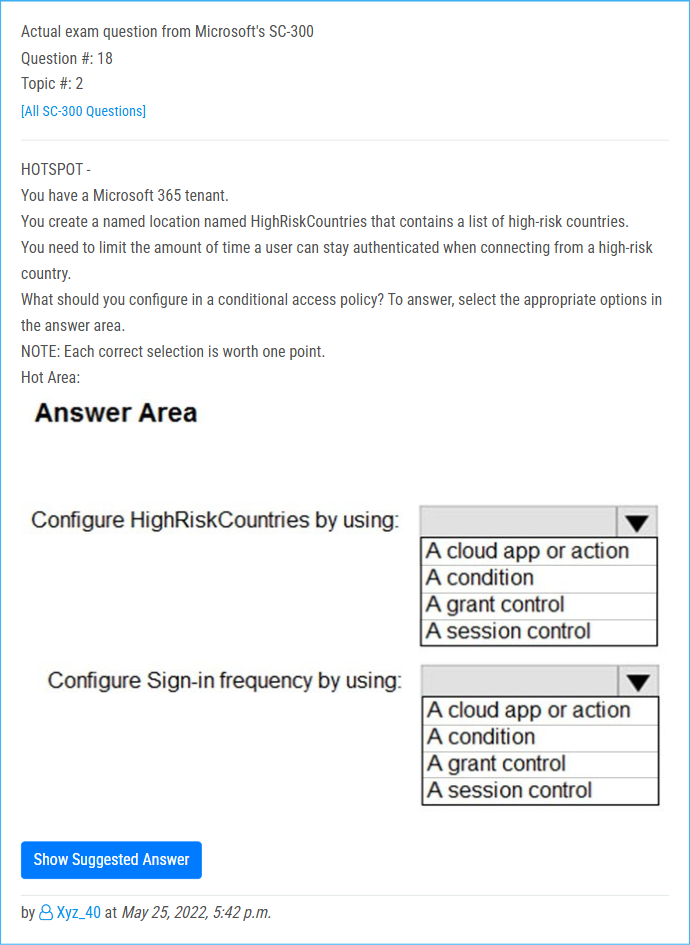 Actual exam question from Microsoft's SC-300
Question #: 18
Topic #: 2
[All SC-300 Questions]
HOTSPOT -
You have a Microsoft 365 tenant.
You create a named location named HighRiskCountries that contains a list of high-risk countries.
You need to limit the amount of time a user can stay authenticated when connecting from a high-risk
country.
What should you configure in a conditional access policy? To answer, select the appropriate options in
the answer area.
NOTE: Each correct selection is worth one point.
Hot Area:
Answer Area
Configure HighRiskCountries by using:
A cloud app or action
A condition
A grant control
A session control
Configure Sign-in frequency by using:
A cloud app or action
A condition
A grant control
A session control
Show Suggested Answer
by Xyz_40 at May 25, 2022, 5:42 p.m.